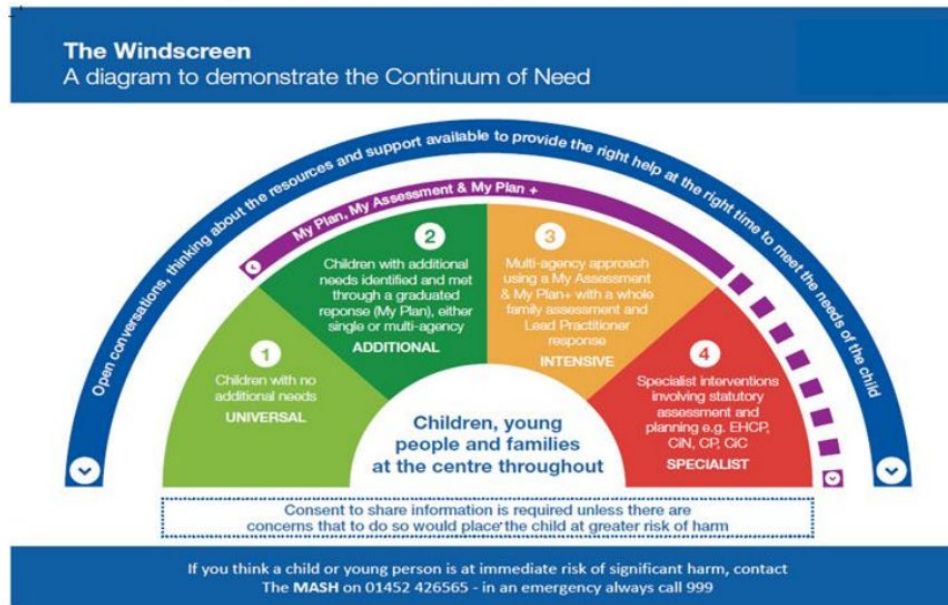 The Windscreen
A diagram to demonstrate the Continuum of Need
Open conversations, thinking about the resources and support available to provide the right help at the right time to meet the needs of the child
My Plan, My Assessment & My Plan +
1
Children with no
additional needs
UNIVERSAL
2
Children with additional
needs identified and met
through a graduated
reponse (My Plan), either
single or multi-agency
ADDITIONAL
3
Multi-agency approach
using a My Assessment
& My Plan+ with a whole
family assessment and
Lead Practitioner
response
INTENSIVE
4
Specialist interventions
involving statutory
assessment and
planning e.g. EHCP,
CiN, CP, CiC
SPECIALIST
Children, young
people and families
at the centre throughout
Consent to share information is required unless there are
concerns that to do so would place the child at greater risk of harm
If you think a child or young person is at immediate risk of significant harm, contact
The MASH on 01452 426565 - in an emergency always call 999